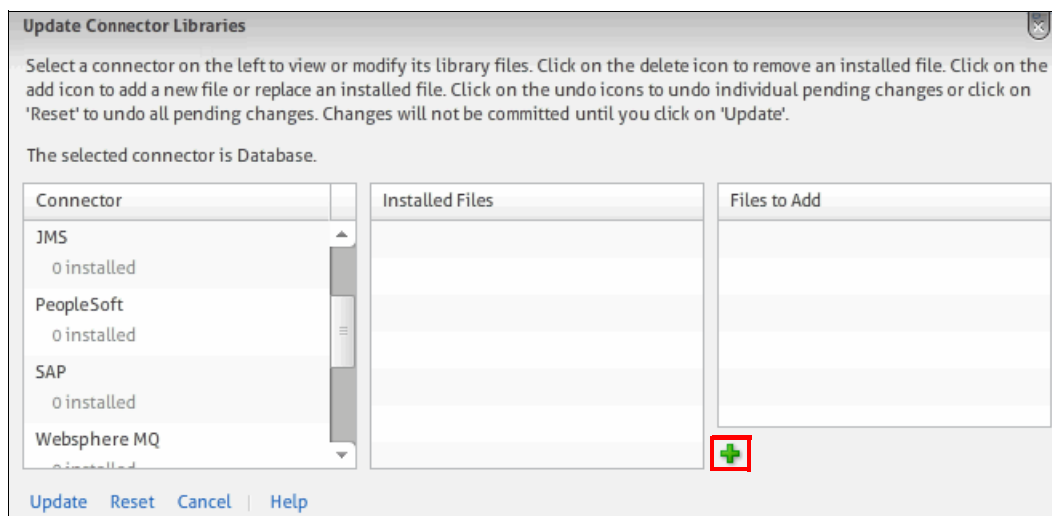 Update Connector Libraries
Select a connector on the left to view or modify its library files. Click on the delete icon to remove an installed file. Click on the
add icon to add a new file or replace an installed file. Click on the undo icons to undo individual pending changes or click on
'Reset' to undo all pending changes. Changes will not be committed until you click on 'Update'.
The selected connector is Database.
Connector
JMS
0 installed
PeopleSoft
0 installed
SAP
0 installed
Websphere MQ
0 installed
Installed Files
Files to Add
Update Reset Cancel | Help